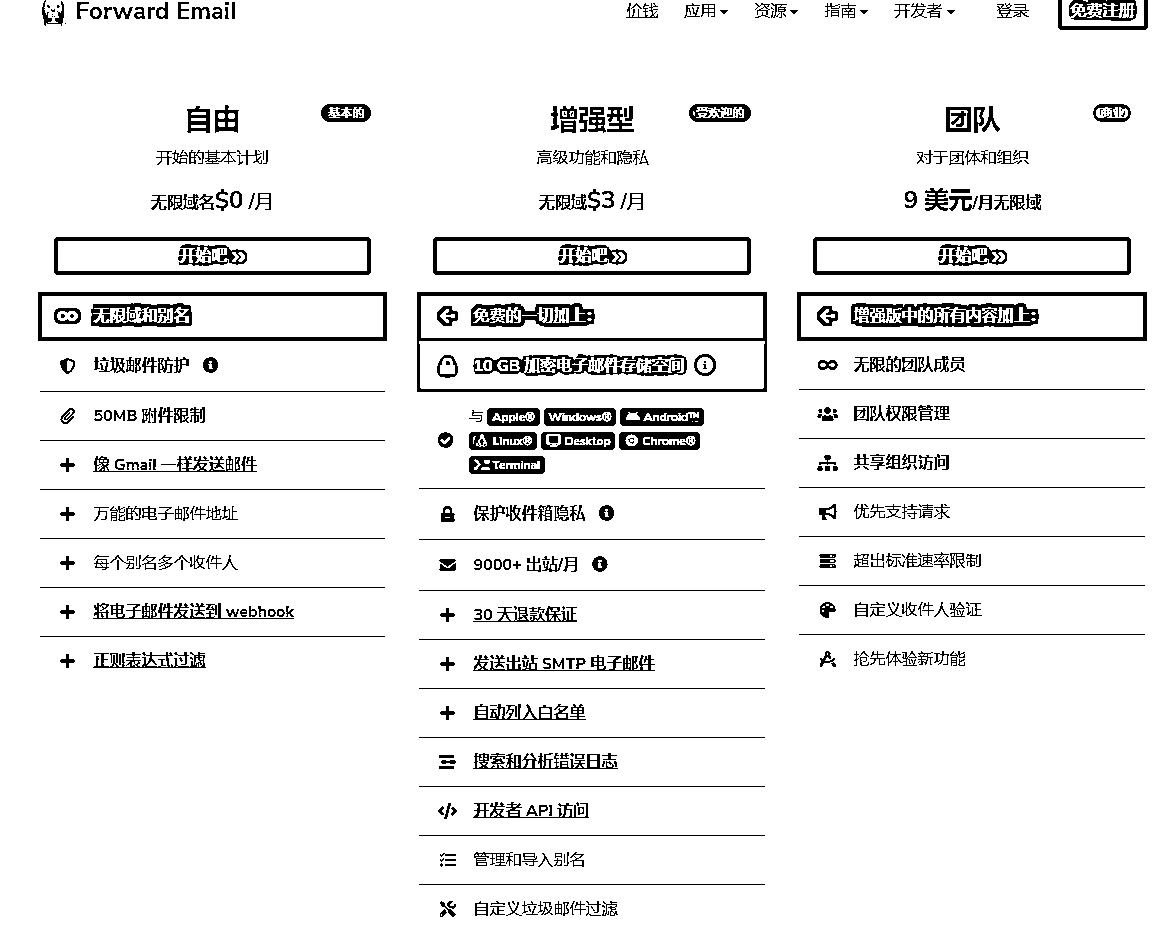 Forward Email
价钱 应用 资源 指南 开发者 登录 免费注册
自由 基本的
开始的基本计划
无限域名$0 /月
开始吧
无限域和别名
垃圾邮件防护
50MB 附件限制
像 Gmail 一样发送邮件
万能的电子邮件地址
每个别名多个收件人
将电子邮件发送到 webhook
正则表达式过滤
增强型 受欢迎的
高级功能和隐私
无限域$3 /月
开始吧
免费的一切加上:
10 GB 加密电子邮件存储空间
与 Apple® Windows® Android™
Linux® Desktop Chrome®
Terminal
保护收件箱隐私
9000+ 出站/月
30 天退款保证
发送出站 SMTP 电子邮件
自动列入白名单
搜索和分析错误日志
开发者 API 访问
管理和导入别名
自定义垃圾邮件过滤
团队 商业
对于团体和组织
9 美元/月无限域
开始吧
增强版中的所有内容加上:
无限的团队成员
团队权限管理
共享组织访问
优先支持请求
超出标准速率限制
自定义收件人验证
抢先体验新功能